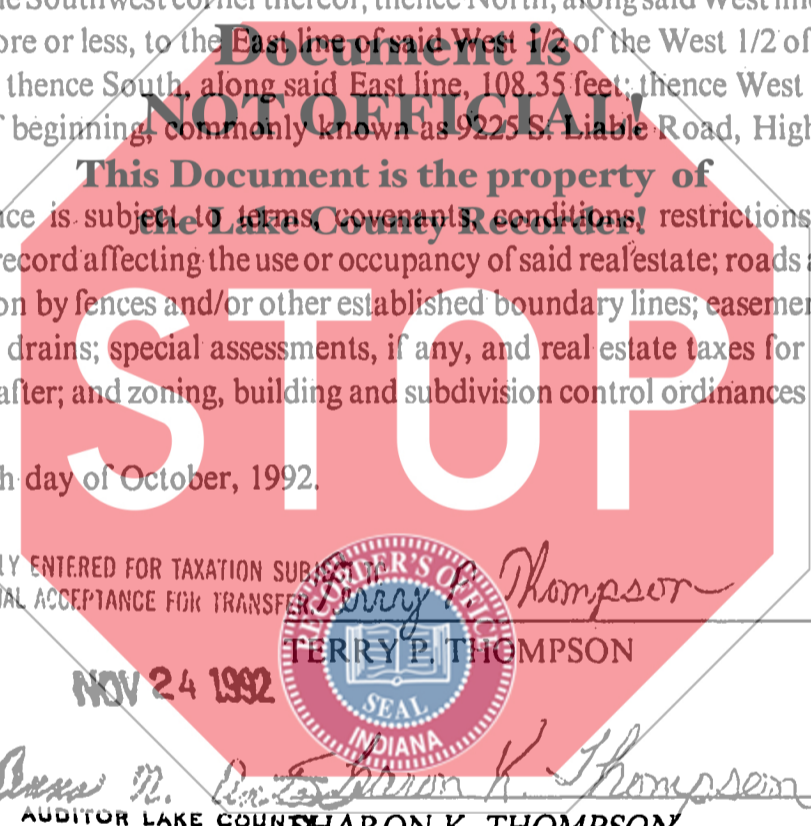 he Southwest corner thereof; thence North, along said West lin
ore or less, to the East line of said West 1/2 of the West 1/2 of
Document is
thence South, along said East line, 108.35 feet; thence West
NOT OFFICIAL!
beginning, commonly known as 9225 S. Liable Road, High
This Document is the property of
the Lake County Recorder!
nce is subject to terms, covenants, conditions, restrictions
record affecting the use or occupancy of said real estate; roads a
on by fences and/or other established boundary lines; easemen
drains; special assessments, if any, and real estate taxes for
after; and zoning, building and subdivision control ordinances
STOP
h day of October, 1992.
LY ENTERED FOR TAXATION SUBJECT TO
AL ACCEPTANCE FOR TRANSFER.
Terry P. Thompson
RECORDER'S OFFICE
TERRY P. THOMPSON
NOV 24 1992
SEAL
INDIANA
Anna N. Anton
Sharon K. Thompson
AUDITOR LAKE COUNTY
SHARON K. THOMPSON